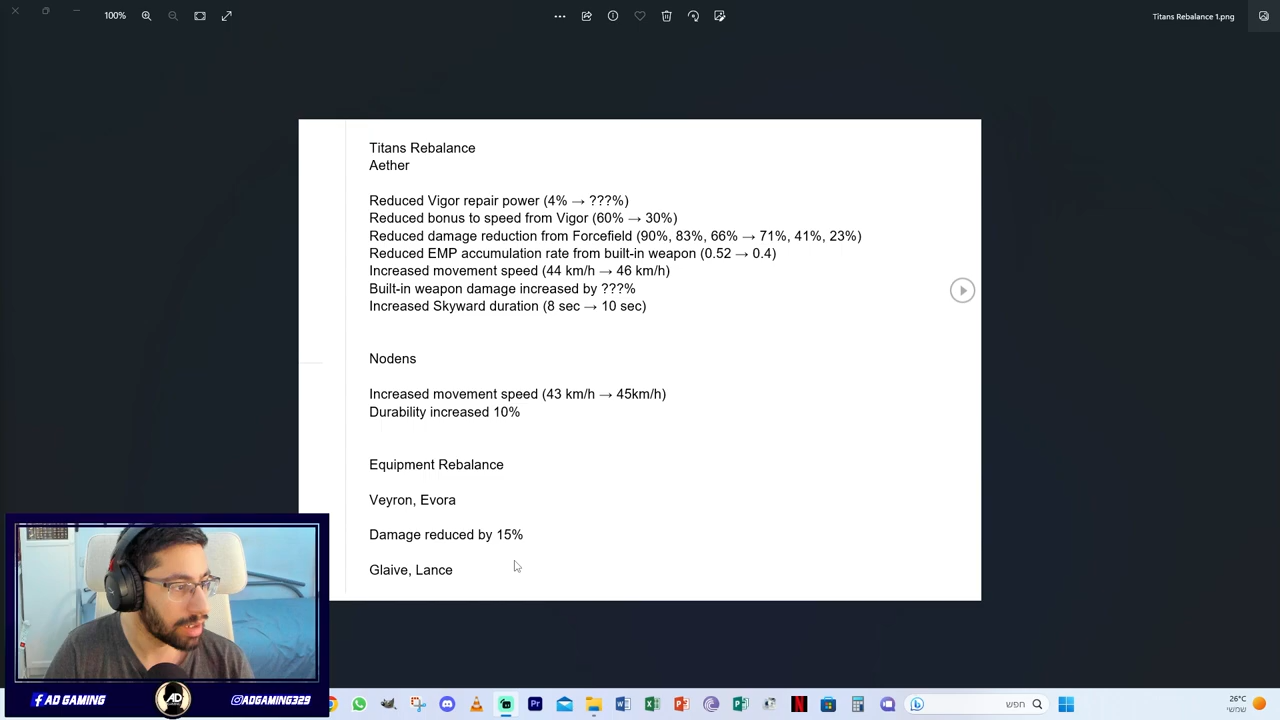 100%
Titans Rebalance 1.png
Titans Rebalance
Aether
Reduced Vigor repair power (4% → ???%)
Reduced bonus to speed from Vigor (60% → 30%)
Reduced damage reduction from Forcefield (90%, 83%, 66% → 71%, 41%, 23%)
Reduced EMP accumulation rate from built-in weapon (0.52 → 0.4)
Increased movement speed (44 km/h → 46 km/h)
Built-in weapon damage increased by ???%
Increased Skyward duration (8 sec → 10 sec)
Nodens
Increased movement speed (43 km/h → 45km/h)
Durability increased 10%
Equipment Rebalance
Veyron, Evora
Damage reduced by 15%
Glaive, Lance
AD GAMING
AD
@ADGAMING329
חפש
26°C
שמשי